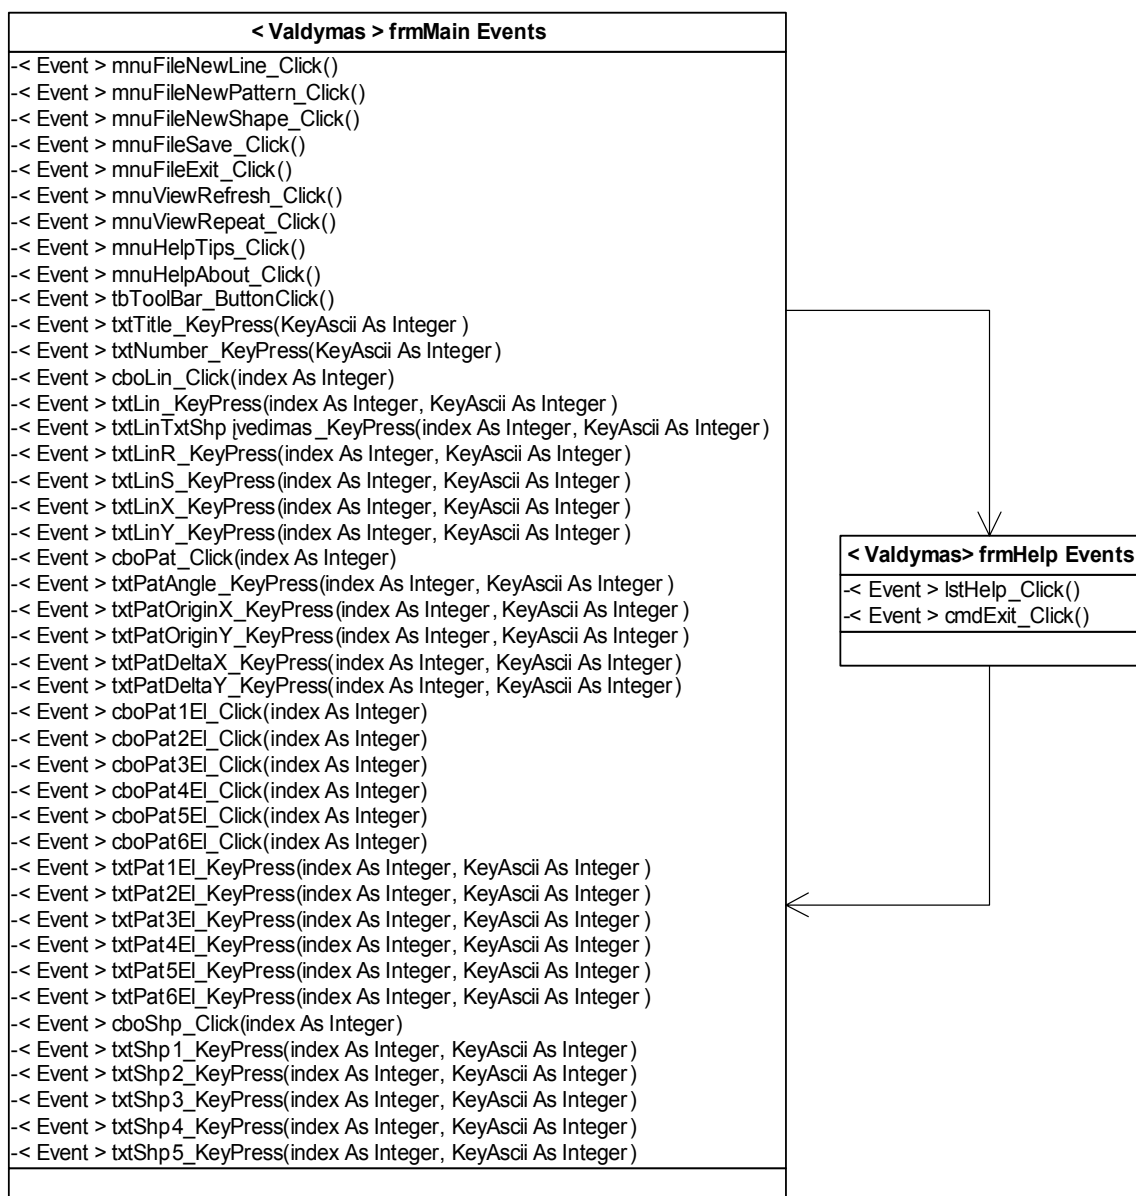 < Valdymas > frmMain Events
-< Event > mnuFileNewLine_Click()
-< Event > mnuFileNewPattern_Click()
-< Event > mnuFileNewShape_Click()
-< Event > mnuFileSave_Click()
-< Event > mnuFileExit_Click()
-< Event > mnuViewRefresh_Click()
-< Event > mnuViewRepeat_Click()
-< Event > mnuHelpTips_Click()
-< Event > mnuHelpAbout_Click()
-< Event > tbToolBar_ButtonClick()
-< Event > txtTitle_KeyPress(KeyAscii As Integer )
-< Event > txtNumber_KeyPress(KeyAscii As Integer)
-< Event > cboLin_Click(index As Integer)
-< Event > txtLin_KeyPress(index As Integer, KeyAscii As Integer )
-< Event > txtLinTxtShp įvedimas _KeyPress(index As Integer, KeyAscii As Integer)
-< Event > txtLinR_KeyPress(index As Integer, KeyAscii As Integer)
-< Event > txtLinS_KeyPress(index As Integer, KeyAscii As Integer)
-< Event > txtLinX_KeyPress(index As Integer, KeyAscii As Integer)
-< Event > txtLinY_KeyPress(index As Integer, KeyAscii As Integer)
-< Event > cboPat_Click(index As Integer)
-< Event > txtPatAngle_KeyPress(index As Integer, KeyAscii As Integer)
-< Event > txtPatOriginX_KeyPress(index As Integer, KeyAscii As Integer)
-< Event > txtPatOriginY_KeyPress(index As Integer, KeyAscii As Integer)
-< Event > txtPatDeltaX_KeyPress(index As Integer, KeyAscii As Integer)
-< Event > txtPatDeltaY_KeyPress(index As Integer, KeyAscii As Integer)
-< Event > cboPat1El_Click(index As Integer)
-< Event > cboPat2El_Click(index As Integer)
-< Event > cboPat3El_Click(index As Integer)
-< Event > cboPat4El_Click(index As Integer)
-< Event > cboPat5El_Click(index As Integer)
-< Event > cboPat6El_Click(index As Integer)
-< Event > txtPat1El_KeyPress(index As Integer, KeyAscii As Integer )
-< Event > txtPat2El_KeyPress(index As Integer, KeyAscii As Integer )
-< Event > txtPat3El_KeyPress(index As Integer, KeyAscii As Integer )
-< Event > txtPat4El_KeyPress(index As Integer, KeyAscii As Integer )
-< Event > txtPat5El_KeyPress(index As Integer, KeyAscii As Integer )
-< Event > txtPat6El_KeyPress(index As Integer, KeyAscii As Integer )
-< Event > cboShp_Click(index As Integer)
-< Event > txtShp1_KeyPress(index As Integer, KeyAscii As Integer)
-< Event > txtShp2_KeyPress(index As Integer, KeyAscii As Integer)
-< Event > txtShp3_KeyPress(index As Integer, KeyAscii As Integer)
-< Event > txtShp4_KeyPress(index As Integer, KeyAscii As Integer)
-< Event > txtShp5_KeyPress(index As Integer, KeyAscii As Integer)
< Valdymas> frmHelp Events
-< Event > lstHelp_Click()
-< Event > cmdExit_Click()